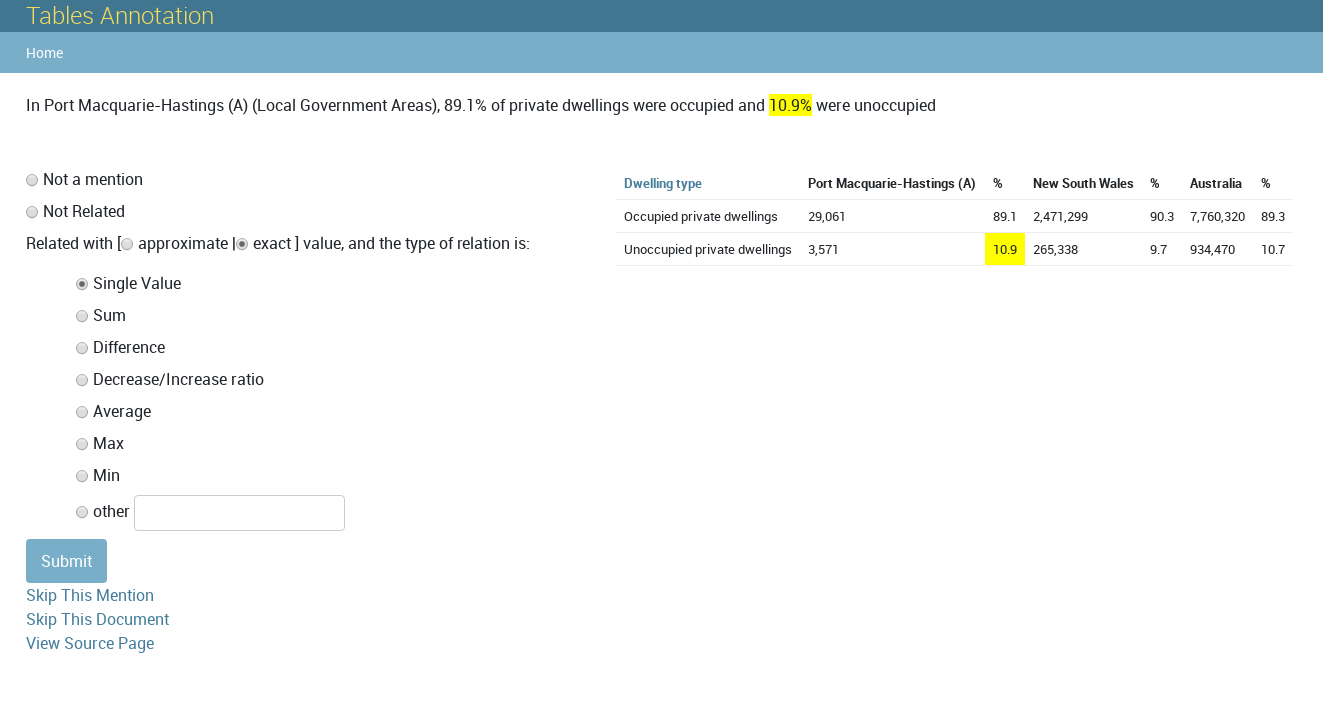 Tables Annotation
Home
In Port Macquarie-Hastings (A) (Local Government Areas), 89.1% of private dwellings were occupied and 10.9% were unoccupied
Not a mention
Not Related
Related with [ approximate | exact ] value, and the type of relation is:
Single Value
Sum
Difference
Decrease/Increase ratio
Average
Max
Min
other
Submit
Skip This Mention
Skip This Document
View Source Page
Dwelling type Port Macquarie-Hastings (A) % New South Wales % Australia %
Occupied private dwellings 29,061 89.1 2,471,299 90.3 7,760,320 89.3
Unoccupied private dwellings 3,571 10.9 265,338 9.7 934,470 10.7